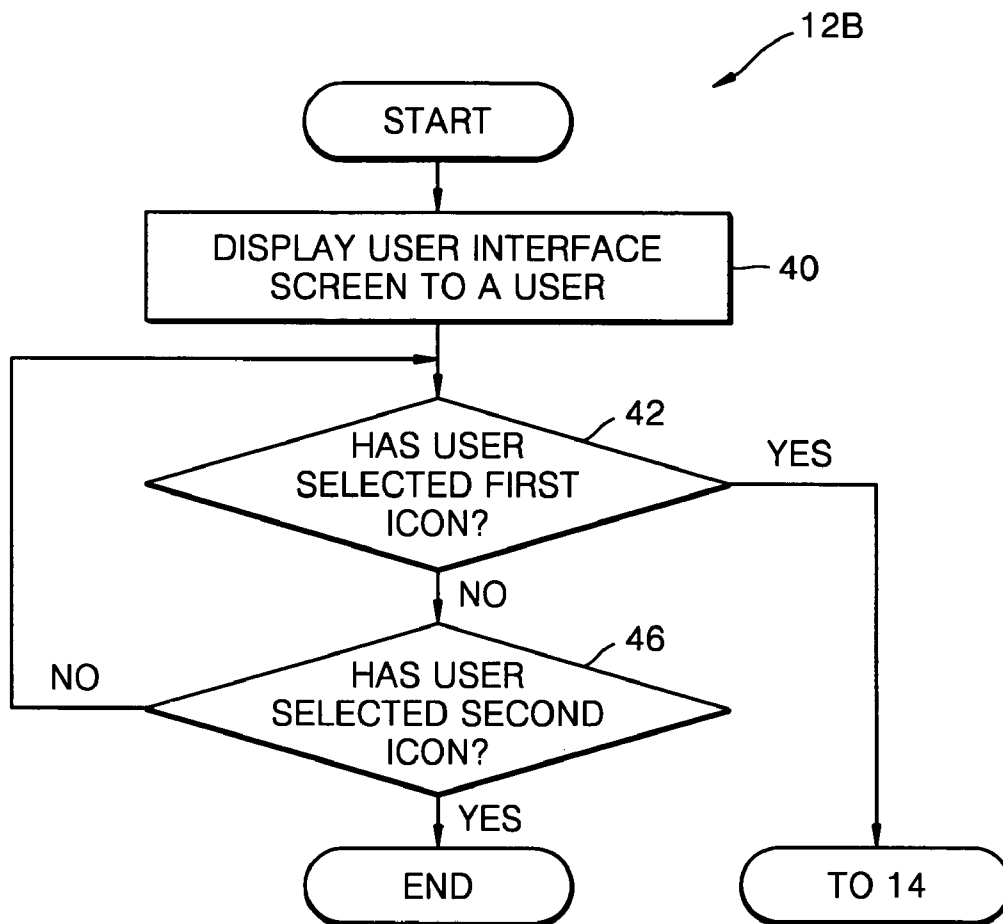 12B
START
DISPLAY USER INTERFACE
SCREEN TO A USER
40
42
HAS USER
SELECTED FIRST
ICON?
YES
NO
46
HAS USER
SELECTED SECOND
ICON?
NO
YES
END
TO 14